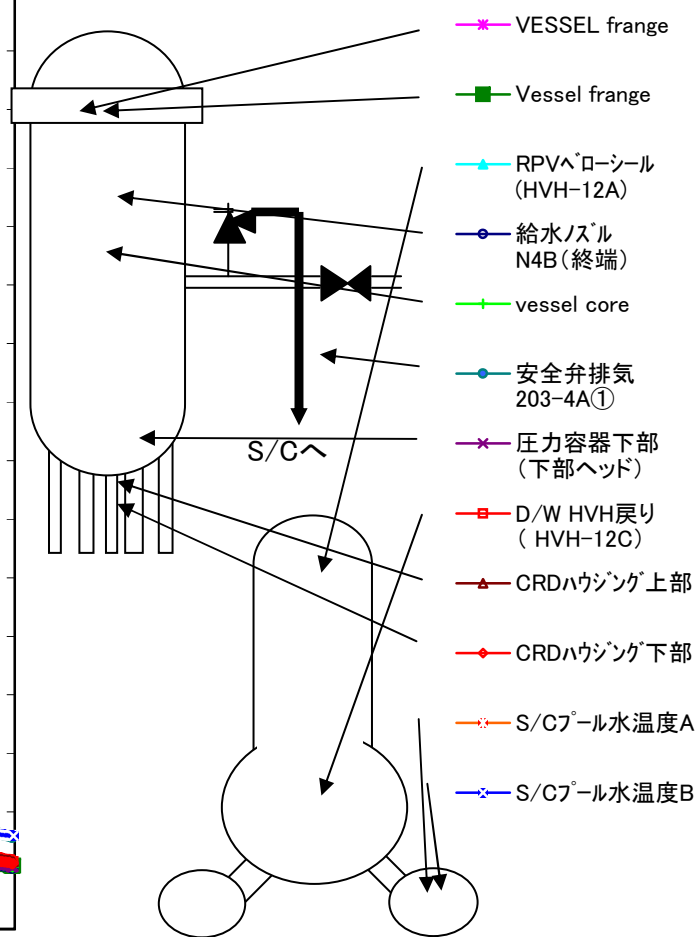 VESSEL frange
Vessel frange
RPVベローシール
(HVH-12A)
給水ノズル
N4B(終端)
vessel core
安全弁排気
203-4A①
圧力容器下部
(下部ヘッド)
D/W HVH戻り
( HVH-12C)
CRDハウジング上部
CRDハウジング下部
S/Cプール水温度A
S/Cプール水温度B
S/Cへ